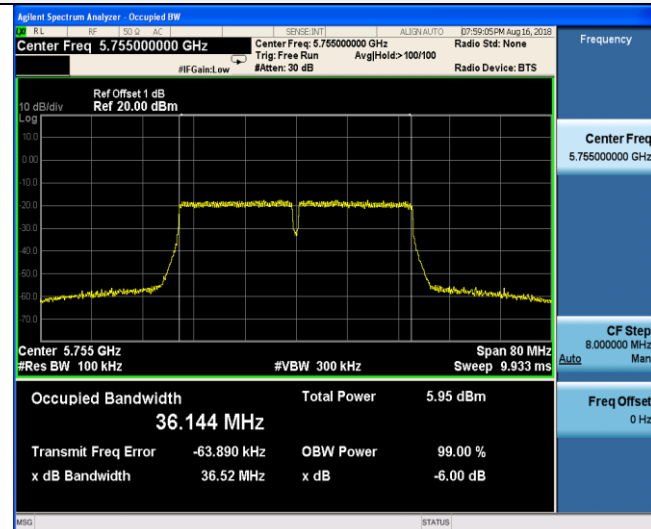 Agilent Spectrum Analyzer - Occupied BW
RL RF 50 Ω AC SENSE:INT ALIGN AUTO 07:59:05 PM Aug 16, 2018
Center Freq 5.755000000 GHz
Center Freq: 5.755000000 GHz
Radio Std: None
Trig: Free Run Avg|Hold:>100/100
#IFGain:Low #Atten: 30 dB Radio Device: BTS
Ref Offset 1 dB
10 dB/div Ref 20.00 dBm
Log
10.0
0.00
-10.0
-20.0
-30.0
-40.0
-50.0
-60.0
-70.0
Center 5.755 GHz Span 80 MHz
#Res BW 100 kHz #VBW 300 kHz Sweep 9.933 ms
Occupied Bandwidth Total Power 5.95 dBm
36.144 MHz
Transmit Freq Error -63.890 kHz OBW Power 99.00 %
x dB Bandwidth 36.52 MHz x dB -6.00 dB
MSG STATUS
Frequency
Center Freq
5.755000000 GHz
CF Step
8.000000 MHz
Auto Man
Freq Offset
0 Hz